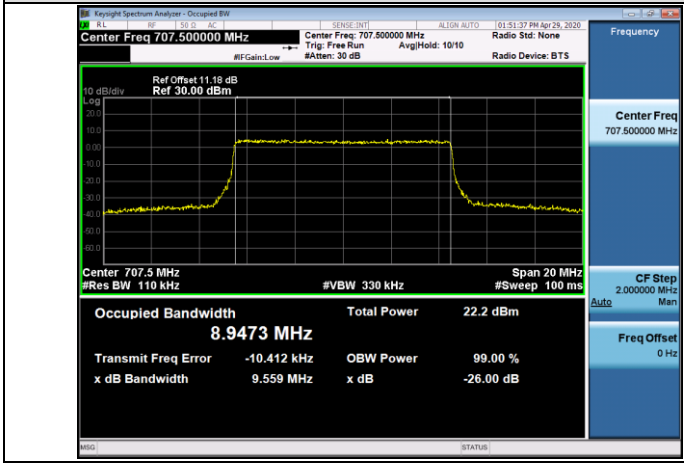 Keysight Spectrum Analyzer - Occupied BW
RL RF 50 Ω AC SENSE:INT ALIGN AUTO 01:51:37 PM Apr 29, 2020
Center Freq 707.500000 MHz Center Freq: 707.500000 MHz Radio Std: None
Trig: Free Run Avg|Hold: 10/10
#IFGain:Low #Atten: 30 dB Radio Device: BTS
Frequency
Ref Offset 11.18 dB
10 dB/div Ref 30.00 dBm
Log
20.0
10.0
0.00
-10.0
-20.0
-30.0
-40.0
-50.0
-60.0
Center Freq
707.500000 MHz
Center 707.5 MHz Span 20 MHz
#Res BW 110 kHz #VBW 330 kHz #Sweep 100 ms
CF Step
2.000000 MHz
Auto Man
Occupied Bandwidth Total Power 22.2 dBm
8.9473 MHz
Freq Offset
0 Hz
Transmit Freq Error -10.412 kHz OBW Power 99.00 %
x dB Bandwidth 9.559 MHz x dB -26.00 dB
MSG STATUS